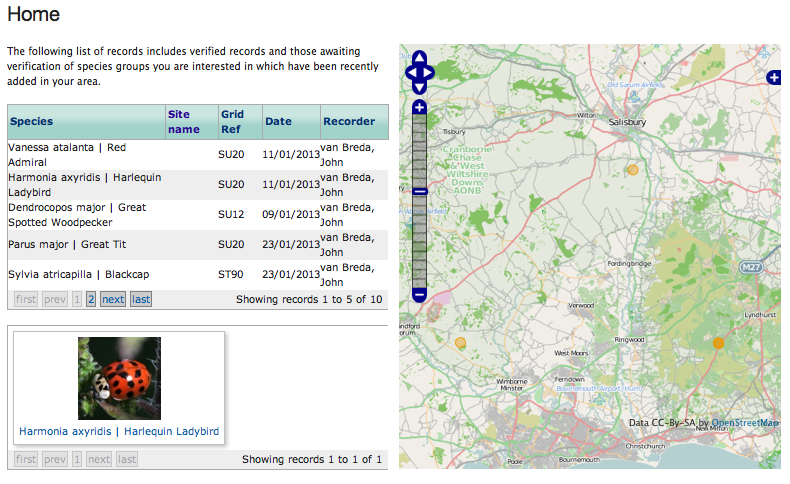 Home
The following list of records includes verified records and those awaiting
verification of species groups you are interested in which have been recently
added in your area.
Species Site name Grid Ref Date Recorder
Vanessa atalanta | Red Admiral SU20 11/01/2013 van Breda, John
Harmonia axyridis | Harlequin Ladybird SU20 11/01/2013 van Breda, John
Dendrocopos major | Great Spotted Woodpecker SU12 09/01/2013 van Breda, John
Parus major | Great Tit SU20 23/01/2013 van Breda, John
Sylvia atricapilla | Blackcap ST90 23/01/2013 van Breda, John
first prev 1 2 next last Showing records 1 to 5 of 10
Harmonia axyridis | Harlequin Ladybird
first prev 1 next last Showing records 1 to 1 of 1
Old Sarum Airfield
Wilton
Salisbury
Tisbury
Cranborne
Chase
& West
Wiltshire
Downs
AONB
Fordingbridge
M27
Verwood
Lyndhurst
Ringwood
West Moors
Wimborne
Minster
Ferndown
Bournemouth Airport (Hurn)
Data CC-By-SA by OpenStreetMap
New Milton
Christchurch
Poole
Bournemouth